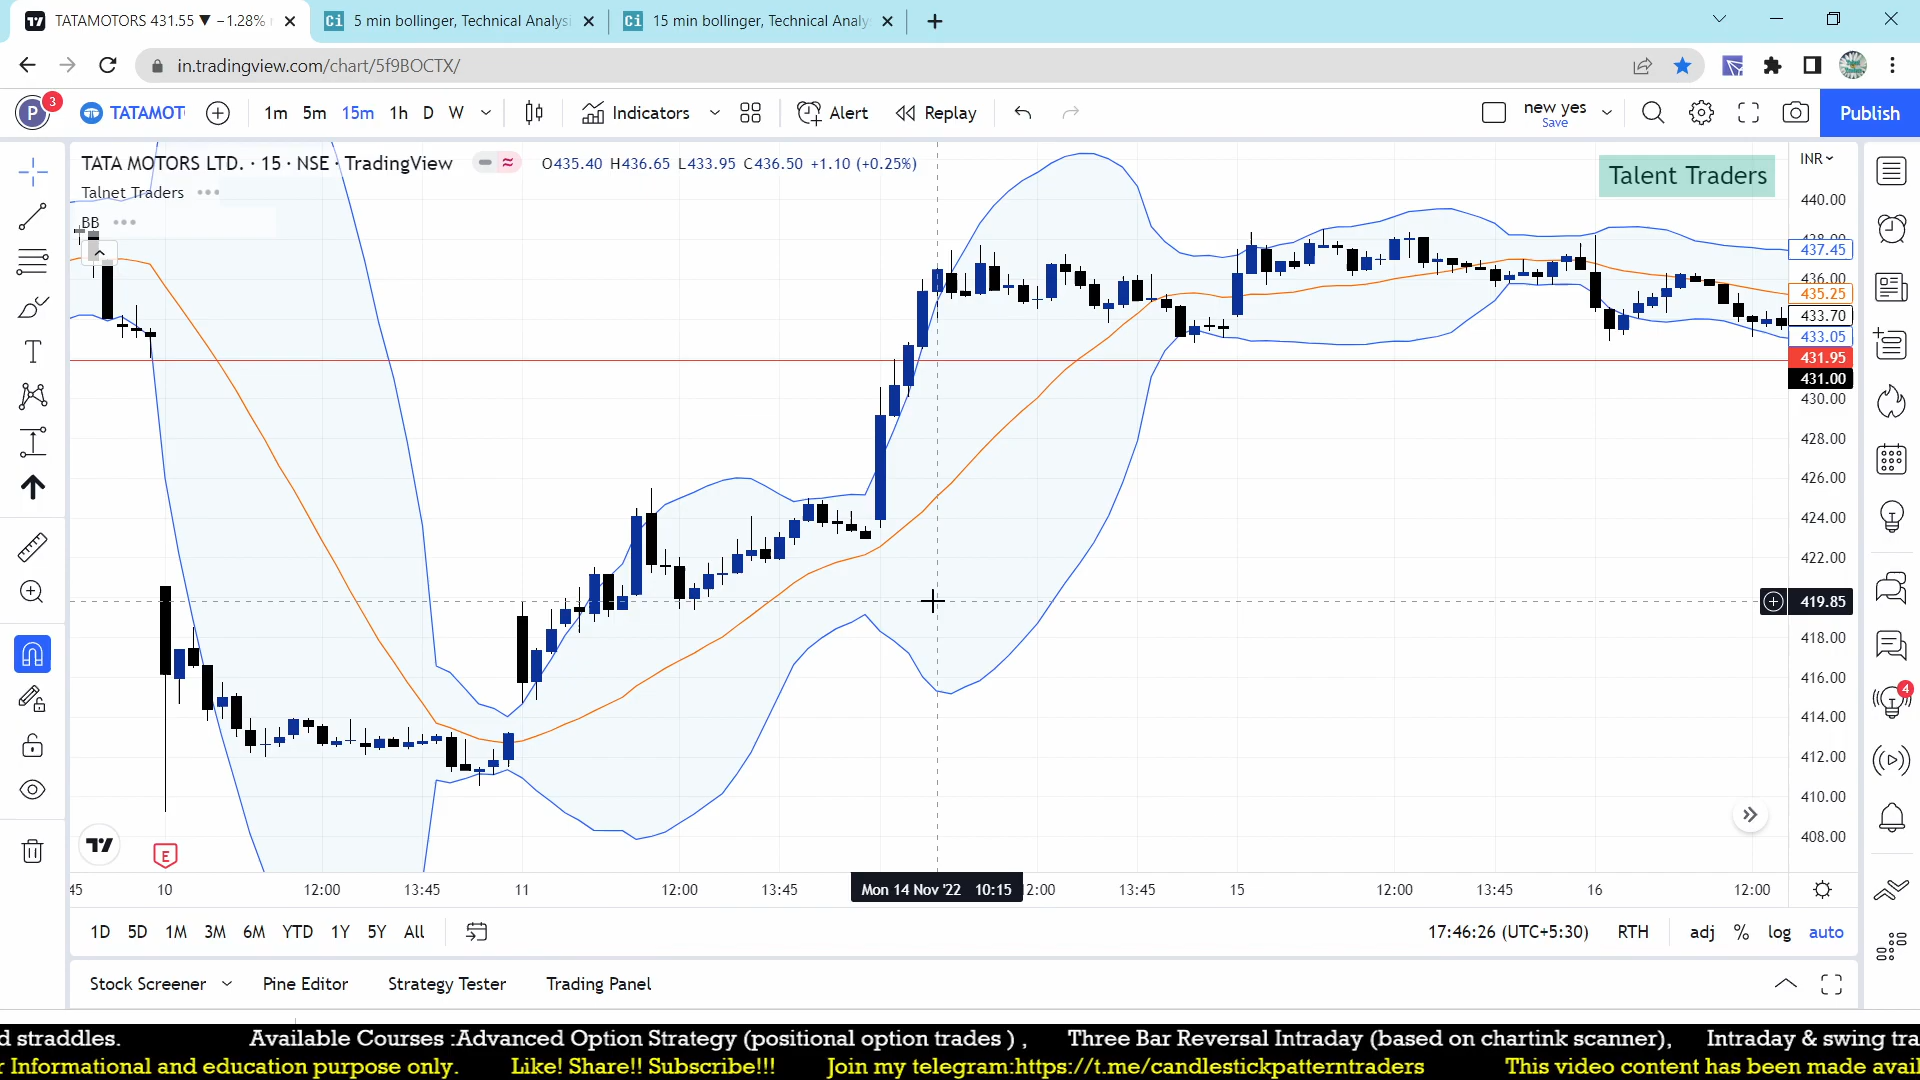 TATAMOTORS 431.55 ▼ −1.28%
5 min bollinger, Technical Analysi
15 min bollinger, Technical Analy
in.tradingview.com/chart/5f9BOCTX/
P 3 TATAMOT 1m 5m 15m 1h D W Indicators Alert Replay new yes Save Publish
TATA MOTORS LTD. · 15 · NSE · TradingView O435.40 H436.65 L433.95 C436.50 +1.10 (+0.25%) INR
Talnet Traders
Talent Traders
BB
440.00
437.45
436.00
435.25
433.70
433.05
431.95
431.00
430.00
428.00
426.00
424.00
422.00
419.85
418.00
416.00
414.00
412.00
410.00
408.00
4
E
:45 10 12:00 13:45 11 12:00 13:45 Mon 14 Nov '22 10:15 2:00 13:45 15 12:00 13:45 16 12:00
1D 5D 1M 3M 6M YTD 1Y 5Y All 17:46:26 (UTC+5:30) RTH adj % log auto
Stock Screener Pine Editor Strategy Tester Trading Panel
d straddles. Available Courses :Advanced Option Strategy (positional option trades ) , Three Bar Reversal Intraday (based on chartink scanner), Intraday & swing tra
r Informational and education purpose only. Like! Share!! Subscribe!!! Join my telegram:https://t.me/candlestickpatterntraders This video content has been made avail